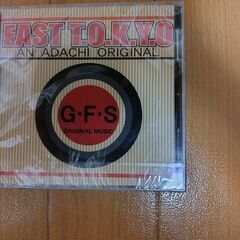 EAST T.O.K.Y.O
AN ADACHI ORIGINAL
G·F·S
ORIGINAL MUSIC